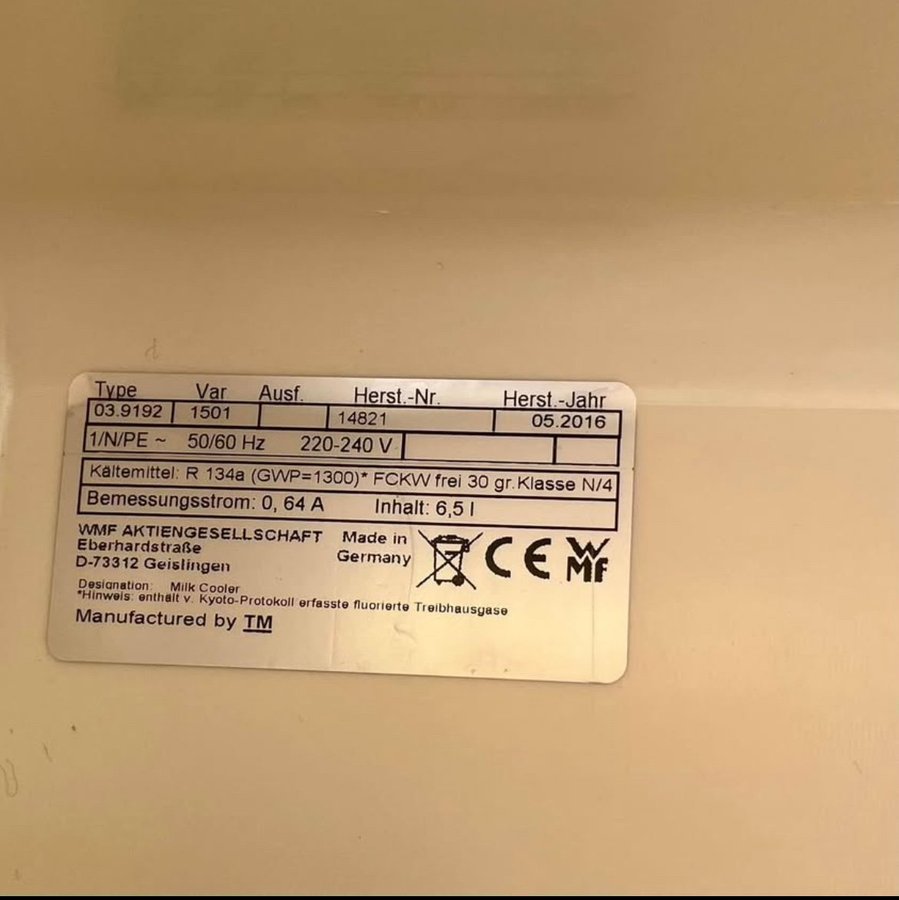 Type Var Ausf. Herst.-Nr. Herst.-Jahr
03.9192 1501 14821 05.2016
1/N/PE ~ 50/60 Hz 220-240 V
Kältemittel: R 134a (GWP=1300)* FCKW frei 30 gr. Klasse N/4
Bemessungsstrom: 0, 64 A Inhalt: 6,5 l
WMF AKTIENGESELLSCHAFT
Eberhardstraße
D-73312 Geislingen
Made in
Germany
CE
WMF
Designation: Milk Cooler
*Hinweis: enthält v. Kyoto-Protokoll erfasste fluorierte Treibhausgase
Manufactured by TM